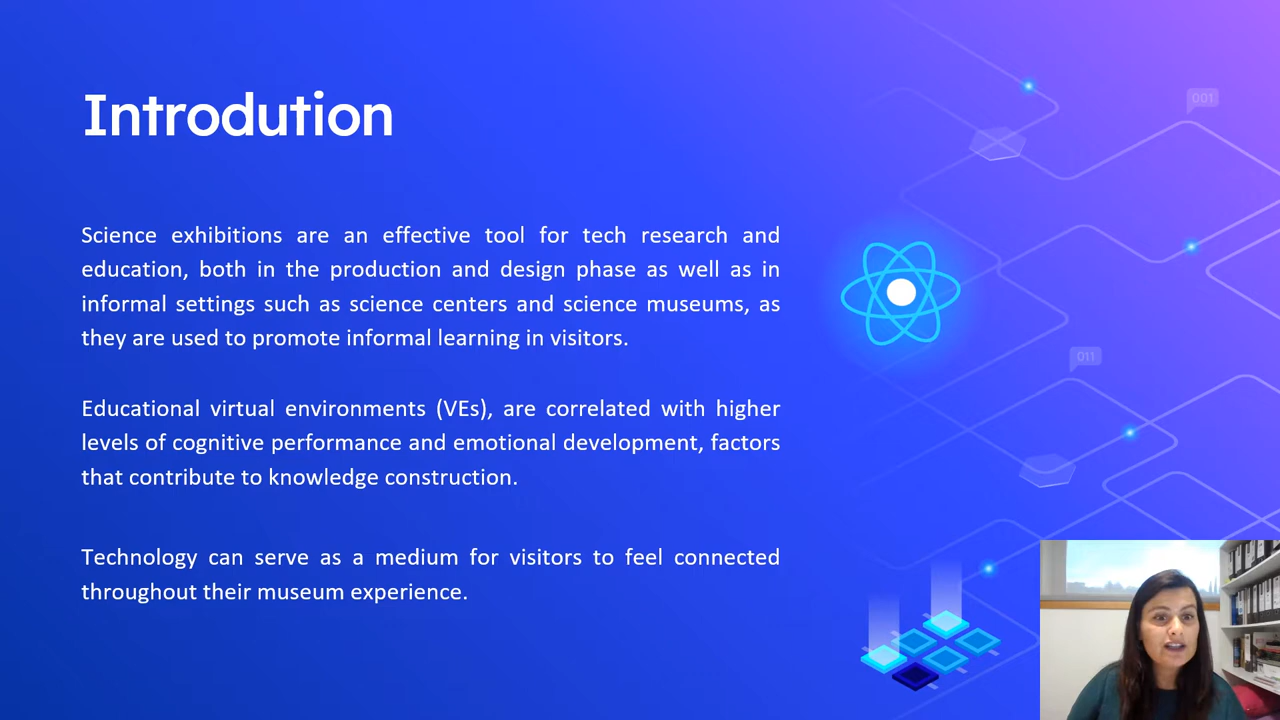 Introdution
001
Science exhibitions are an effective tool for tech research and
education, both in the production and design phase as well as in
informal settings such as science centers and science museums, as
they are used to promote informal learning in visitors.
011
Educational virtual environments (VEs), are correlated with higher
levels of cognitive performance and emotional development, factors
that contribute to knowledge construction.
Technology can serve as a medium for visitors to feel connected
throughout their museum experience.